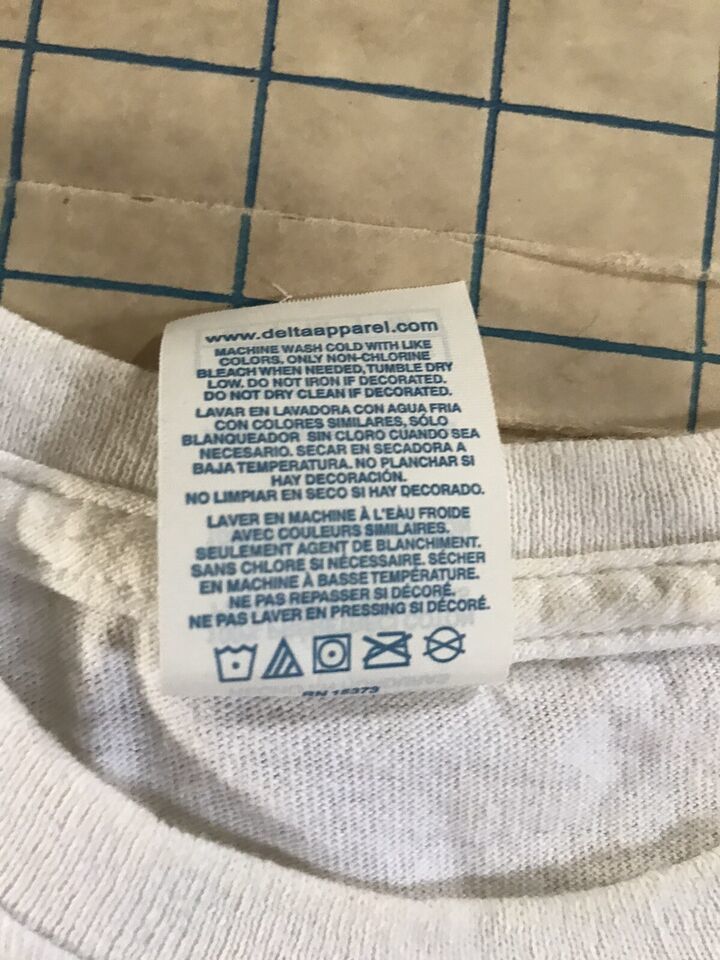 www.deltaapparel.com
MACHINE WASH COLD WITH LIKE
COLORS. ONLY NON-CHLORINE
BLEACH WHEN NEEDED, TUMBLE DRY
LOW. DO NOT IRON IF DECORATED.
DO NOT DRY CLEAN IF DECORATED.
LAVAR EN LAVADORA CON AGUA FRIA
CON COLORES SIMILARES, SÓLO
BLANQUEADOR SIN CLORO CUANDO SEA
NECESARIO. SECAR EN SECADORA A
BAJA TEMPERATURA. NO PLANCHAR SI
HAY DECORACIÓN.
NO LIMPIAR EN SECO SI HAY DECORADO.
LAVER EN MACHINE À L'EAU FROIDE
AVEC COULEURS SIMILAIRES.
SEULEMENT AGENT DE BLANCHIMENT.
SANS CHLORE SI NÉCESSAIRE. SÉCHER
EN MACHINE À BASSE TEMPÉRATURE.
NE PAS REPASSER SI DÉCORÉ.
NE PAS LAVER EN PRESSING SI DÉCORÉ.
RN 15373